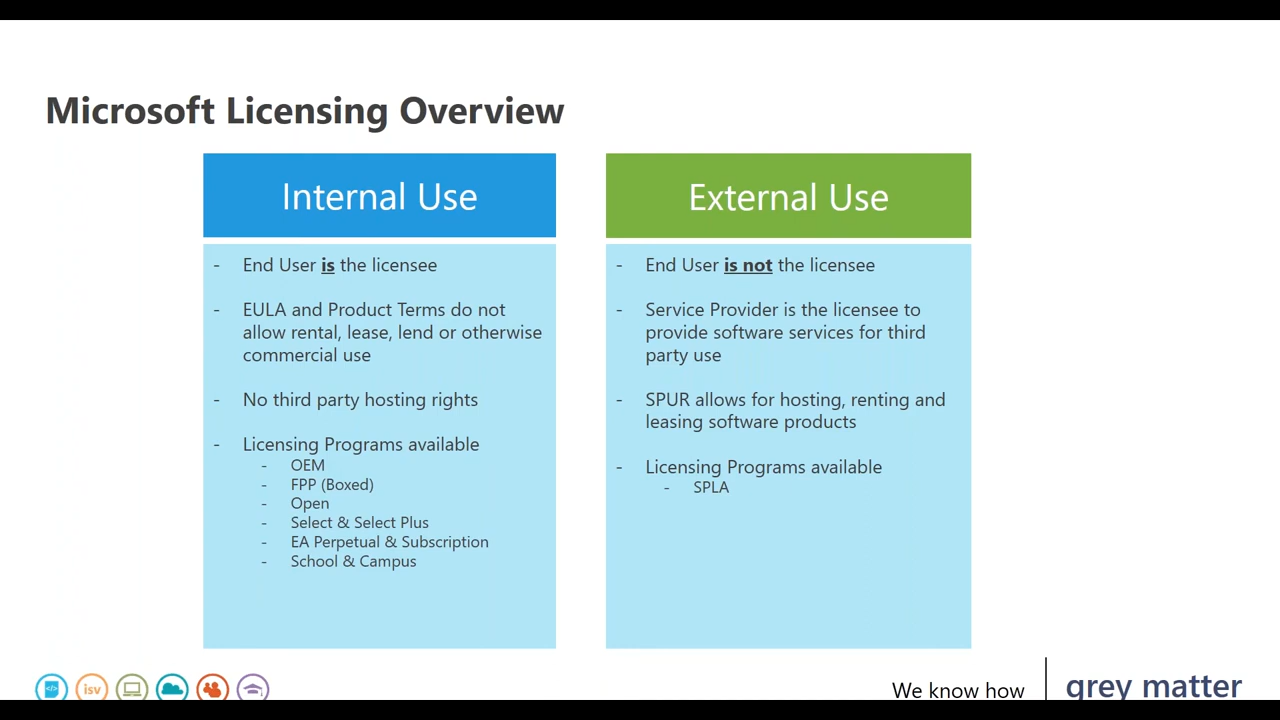 Microsoft Licensing Overview
Internal Use
- End User is the licensee
- EULA and Product Terms do not
allow rental, lease, lend or otherwise
commercial use
- No third party hosting rights
- Licensing Programs available
- OEM
- FPP (Boxed)
- Open
- Select & Select Plus
- EA Perpetual & Subscription
- School & Campus
External Use
- End User is not the licensee
- Service Provider is the licensee to
provide software services for third
party use
- SPUR allows for hosting, renting and
leasing software products
- Licensing Programs available
- SPLA
</>
isv
We know how
grey matter